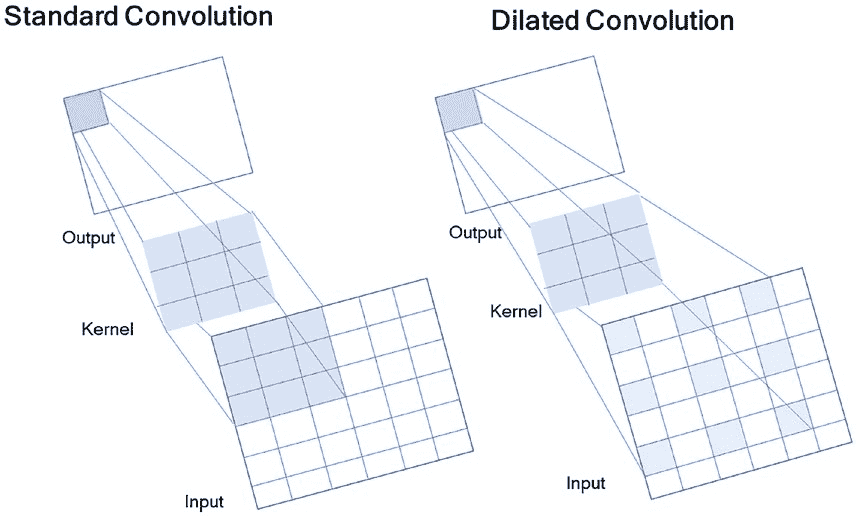 Standard Convolution
Dilated Convolution
Output
Kernel
Input
Output
Kernel
Input